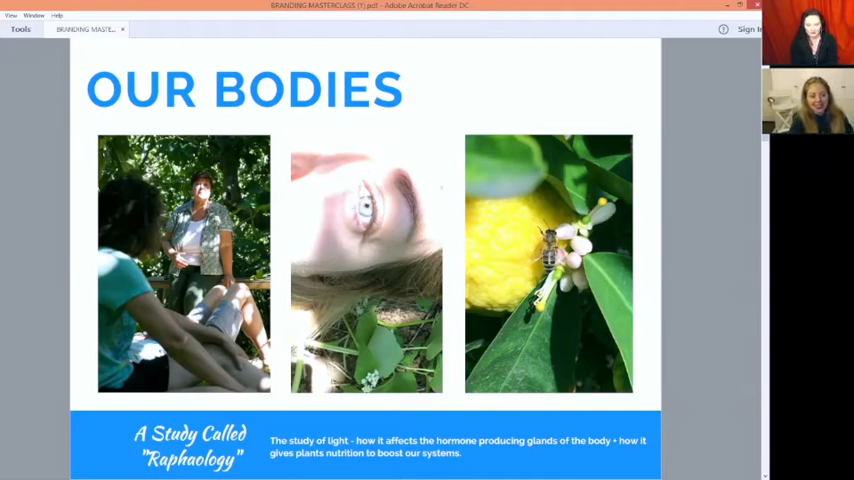 BRANDING MASTERCLASS (1).pdf - Adobe Acrobat Reader DC
View Window Help
Tools
BRANDING MASTE... ×
Sign In
OUR BODIES
A Study Called
"Raphaology"
The study of light - how it affects the hormone producing glands of the body + how it
gives plants nutrition to boost our systems.